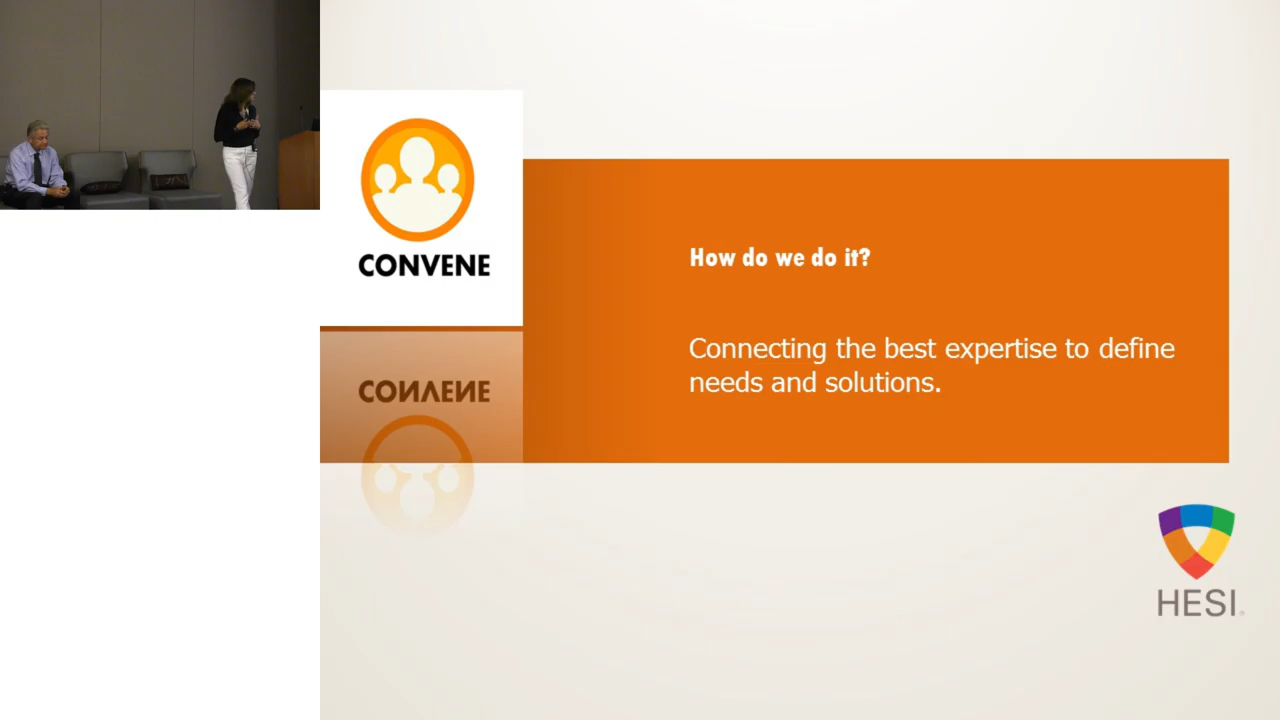 CONVENE
How do we do it?
Connecting the best expertise to define
needs and solutions.
CONVENE
HESI